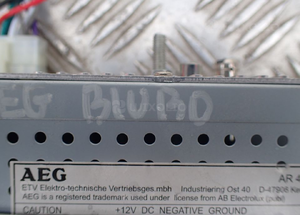 EG BLURD
AEG
AR 4
ETV Elektro-technische Vertriebsges.mbh Industriering Ost 40 D-47906 Ke
AEG is a registered trademark used under license from AB Electrolux (publ)
CAUTION +12V DC NEGATIVE GROUND